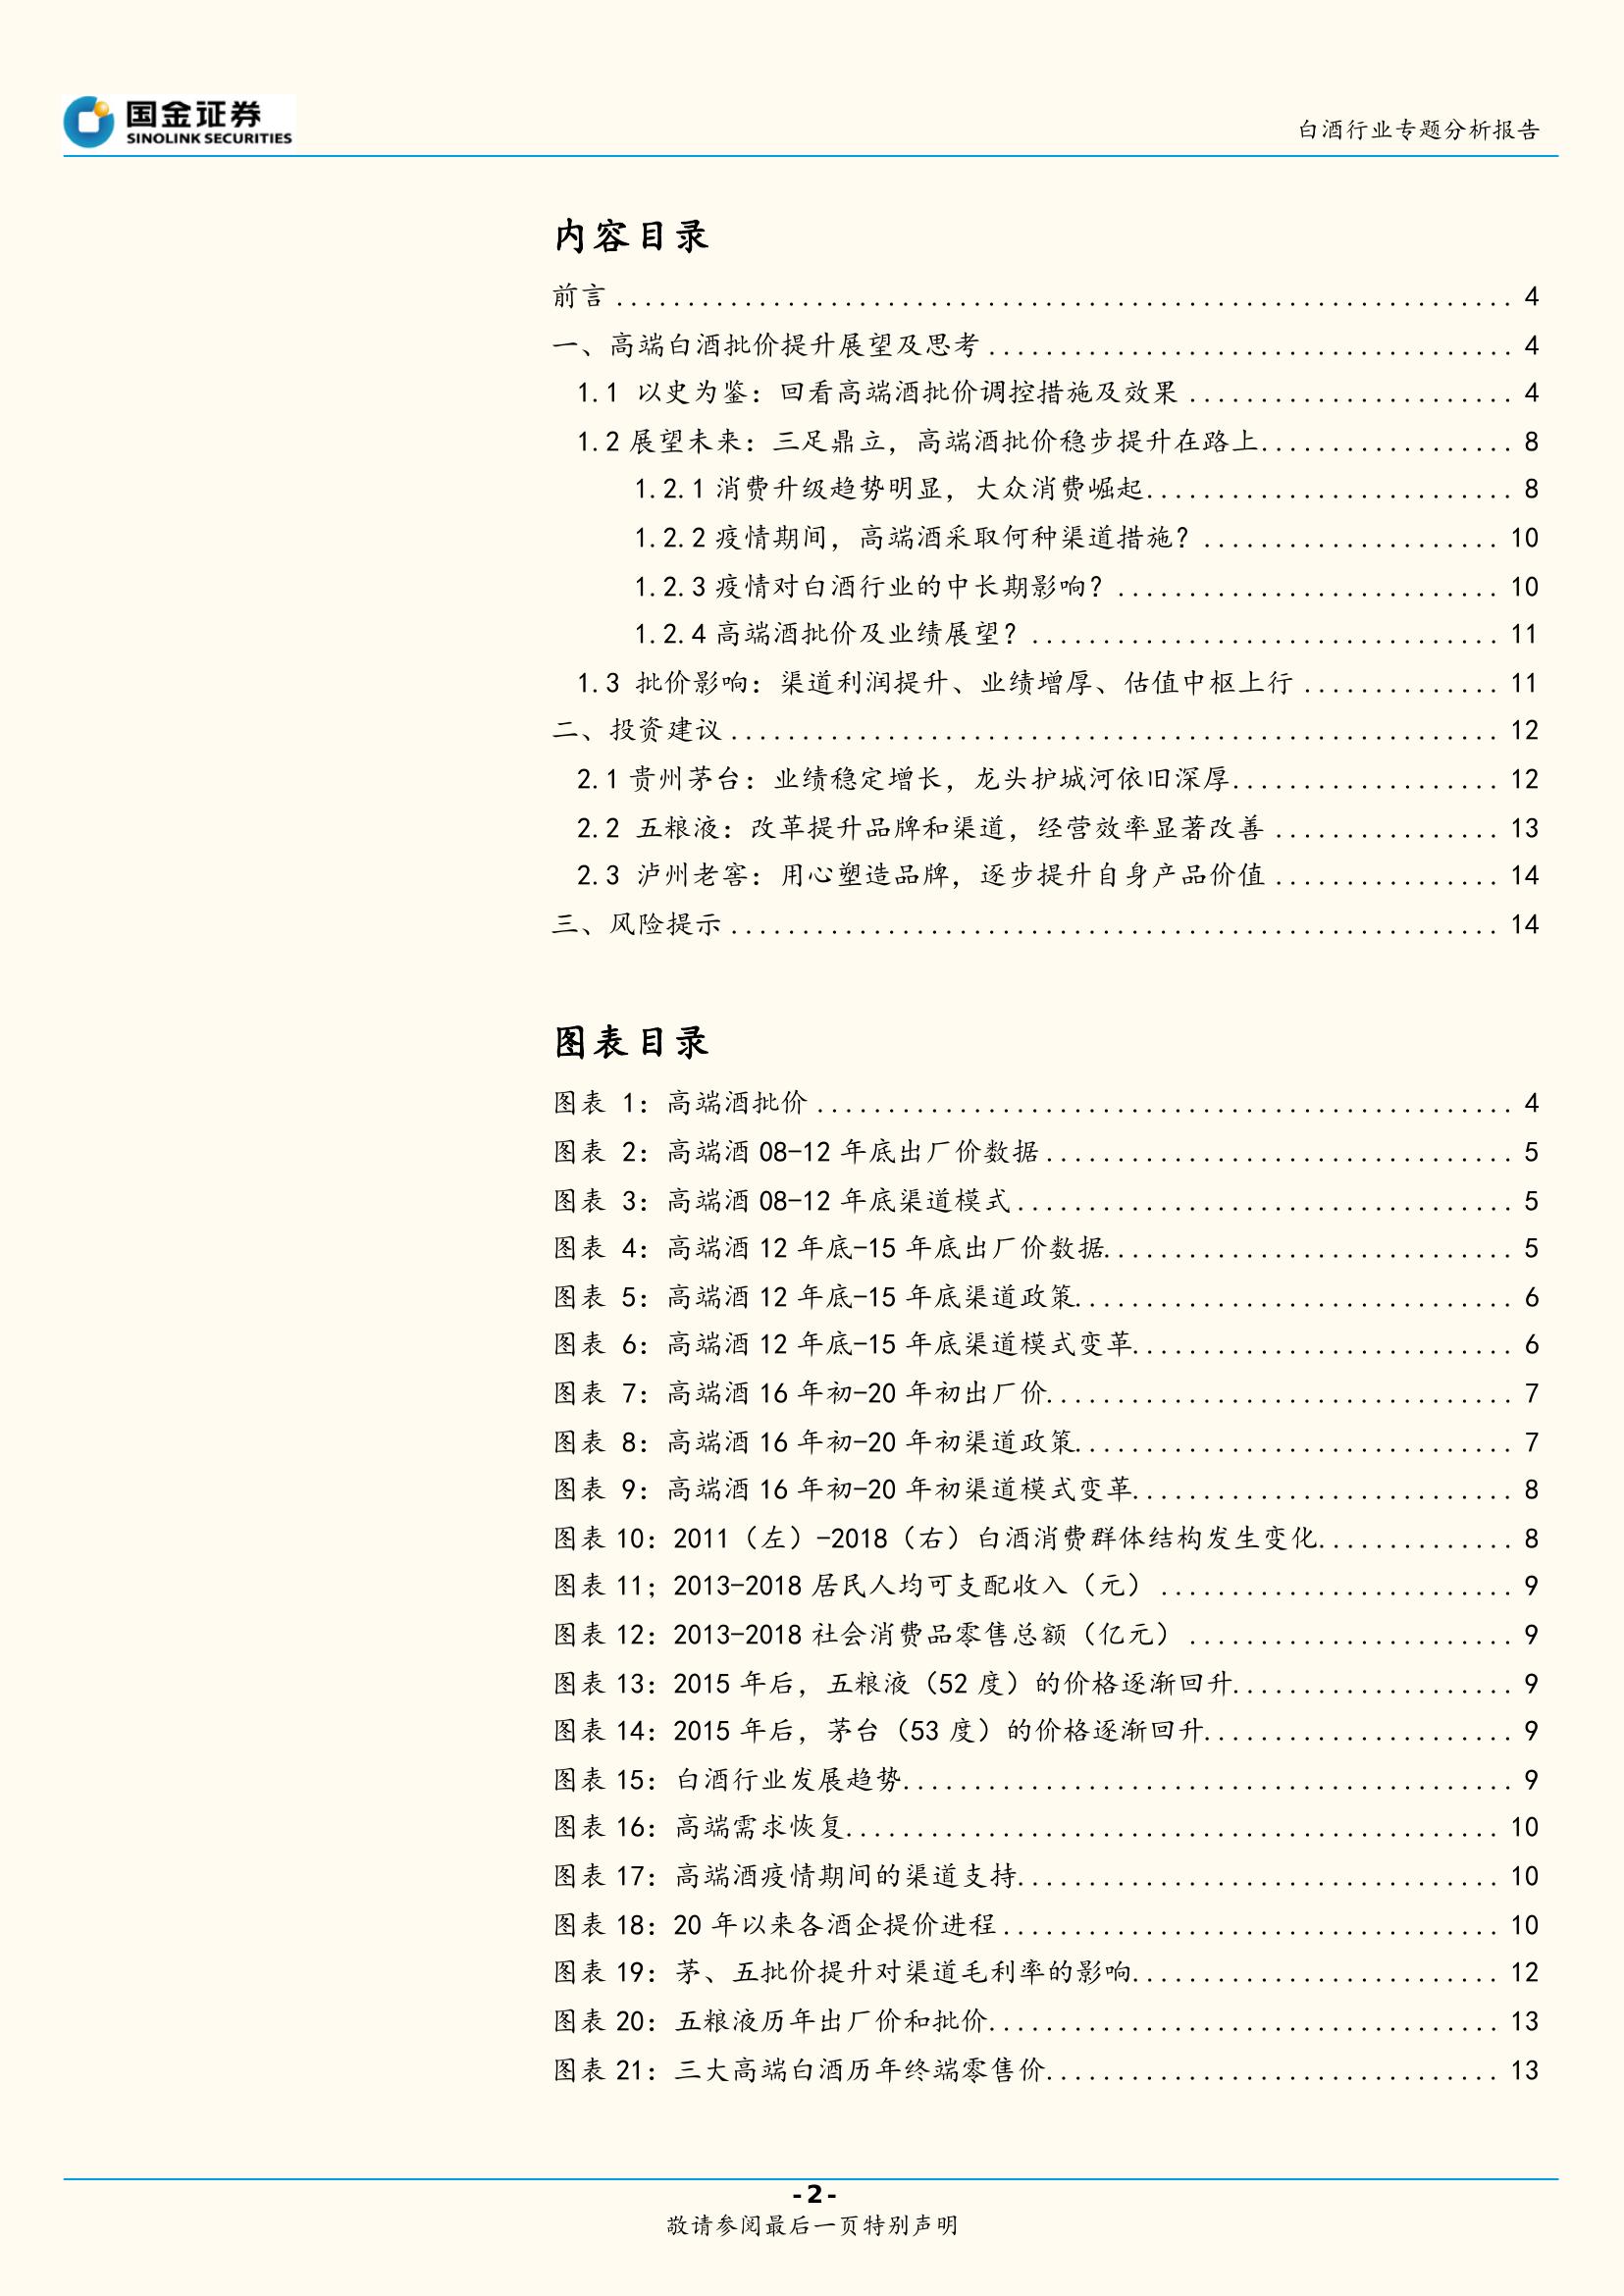 国金证券
SINOLINK SECURITIES
白酒行业专题分析报告
内容目录
前言 ............................................................... 4
一、高端白酒批价提升展望及思考 ..................................... 4
1.1 以史为鉴：回看高端酒批价调控措施及效果 ....................... 4
1.2 展望未来：三足鼎立，高端酒批价稳步提升在路上.................. 8
1.2.1 消费升级趋势明显，大众消费崛起.......................... 8
1.2.2 疫情期间，高端酒采取何种渠道措施？ ..................... 10
1.2.3 疫情对白酒行业的中长期影响？ ........................... 10
1.2.4 高端酒批价及业绩展望？ ................................. 11
1.3 批价影响：渠道利润提升、业绩增厚、估值中枢上行 .............. 11
二、投资建议 ...................................................... 12
2.1 贵州茅台：业绩稳定增长，龙头护城河依旧深厚................... 12
2.2 五粮液：改革提升品牌和渠道，经营效率显著改善 ................ 13
2.3 泸州老窖：用心塑造品牌，逐步提升自身产品价值 ................ 14
三、风险提示 ...................................................... 14
图表目录
图表 1：高端酒批价 ................................................. 4
图表 2：高端酒 08-12 年底出厂价数据 ................................. 5
图表 3：高端酒 08-12 年底渠道模式 ................................... 5
图表 4：高端酒 12 年底-15 年底出厂价数据............................. 5
图表 5：高端酒 12 年底-15 年底渠道政策............................... 6
图表 6：高端酒 12 年底-15 年底渠道模式变革........................... 6
图表 7：高端酒 16 年初-20 年初出厂价................................. 7
图表 8：高端酒 16 年初-20 年初渠道政策............................... 7
图表 9：高端酒 16 年初-20 年初渠道模式变革........................... 8
图表 10：2011（左）-2018（右）白酒消费群体结构发生变化.............. 8
图表 11；2013-2018 居民人均可支配收入（元） ......................... 9
图表 12：2013-2018 社会消费品零售总额（亿元） ....................... 9
图表 13：2015 年后，五粮液（52 度）的价格逐渐回升.................... 9
图表 14：2015 年后，茅台（53 度）的价格逐渐回升...................... 9
图表 15：白酒行业发展趋势........................................... 9
图表 16：高端需求恢复.............................................. 10
图表 17：高端酒疫情期间的渠道支持.................................. 10
图表 18：20 年以来各酒企提价进程 ................................... 10
图表 19：茅、五批价提升对渠道毛利率的影响.......................... 12
图表 20：五粮液历年出厂价和批价.................................... 13
图表 21：三大高端白酒历年终端零售价................................ 13
- 2 -
敬请参阅最后一页特别声明